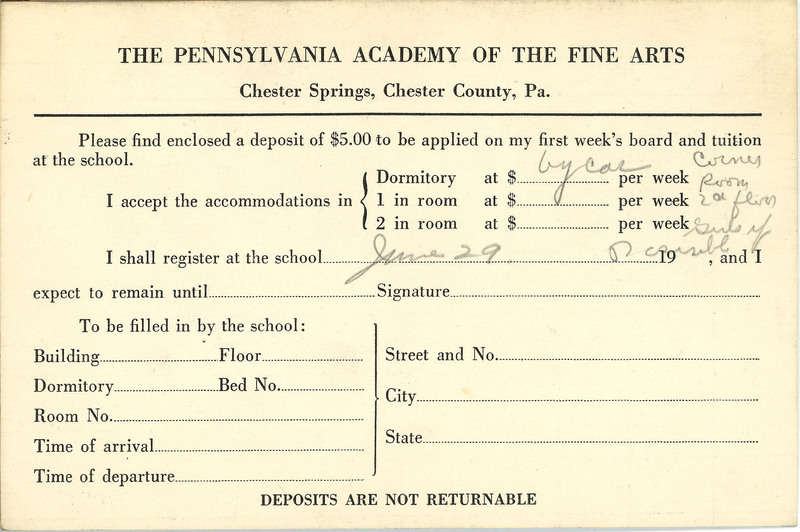 THE PENNSYLVANIA ACADEMY OF THE FINE ARTS
Chester Springs, Chester County, Pa.
Please find enclosed a deposit of $5.00 to be applied on my first week's board and tuition
at the school.
I accept the accommodations in
Dormitory at $ by car per week
1 in room at $ per week
2 in room at $ per week
Corner
Room
2nd floor
Girls if
Possible
I shall register at the school June 29 19 , and I
expect to remain until Signature
To be filled in by the school:
Building Floor
Dormitory Bed No.
Room No.
Time of arrival
Time of departure
Street and No.
City
State
DEPOSITS ARE NOT RETURNABLE